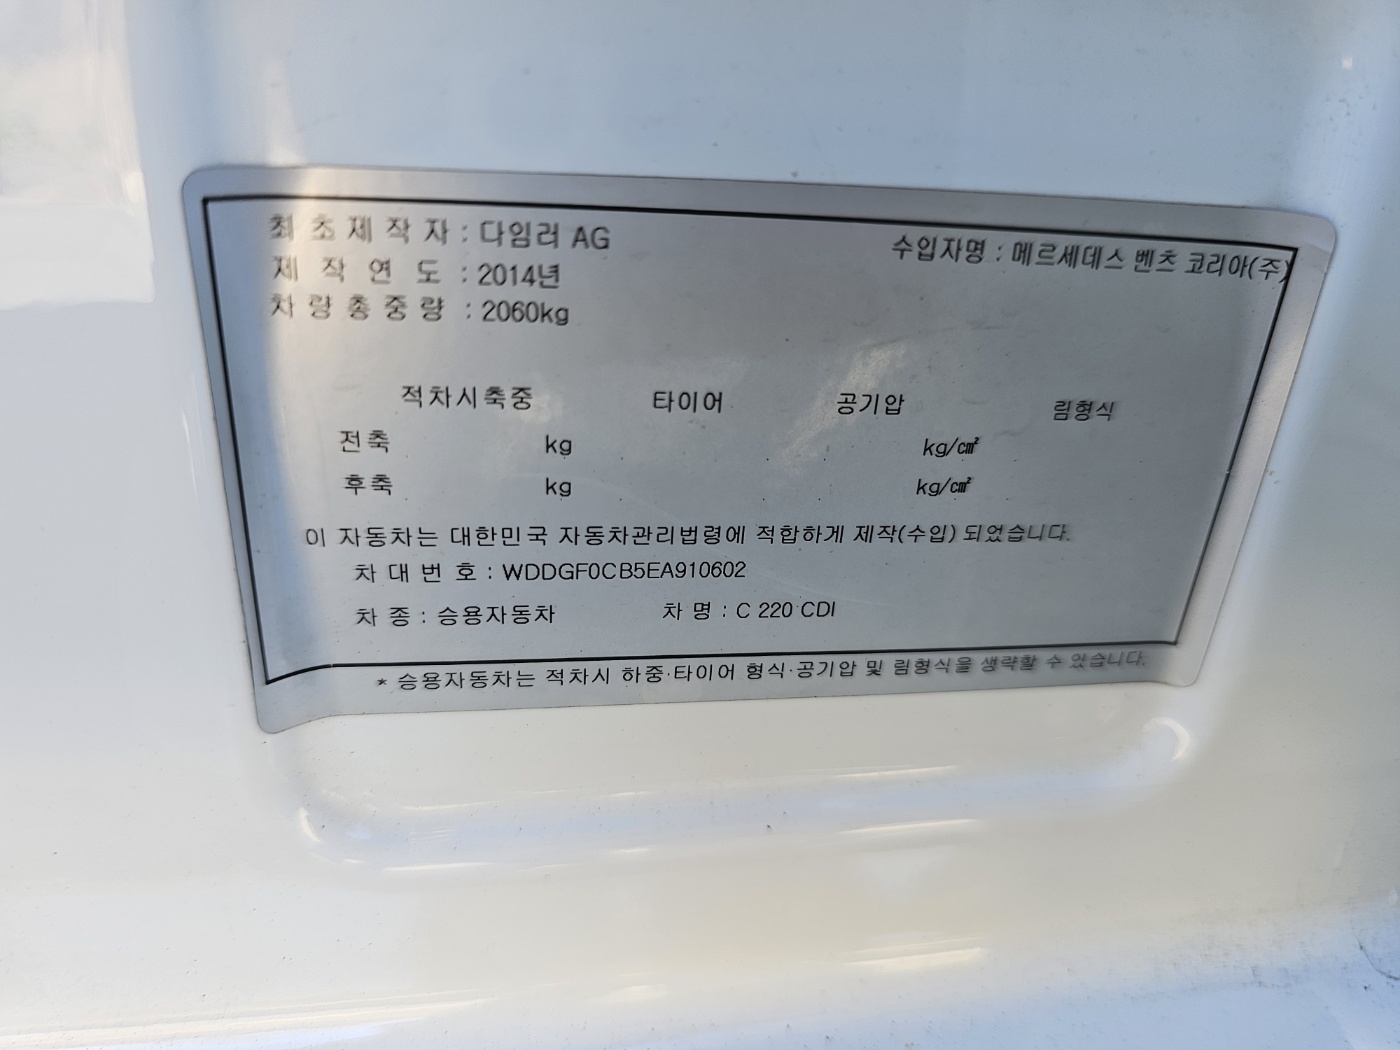 최초제작자 : 다임러 AG 수입자명 : 메르세데스 벤츠 코리아(주)
제 작 연 도 : 2014년
차량총중량 : 2060kg
적차시축중 타이어 공기압 림형식
전축 kg kg/㎠
후축 kg kg/㎠
이 자동차는 대한민국 자동차관리법령에 적합하게 제작(수입) 되었습니다.
차 대 번 호 : WDDGF0CB5EA910602
차 종 : 승용자동차 차 명 : C 220 CDI
* 승용자동차는 적차시 하중·타이어 형식·공기압 및 림형식을 생략할 수 있습니다.